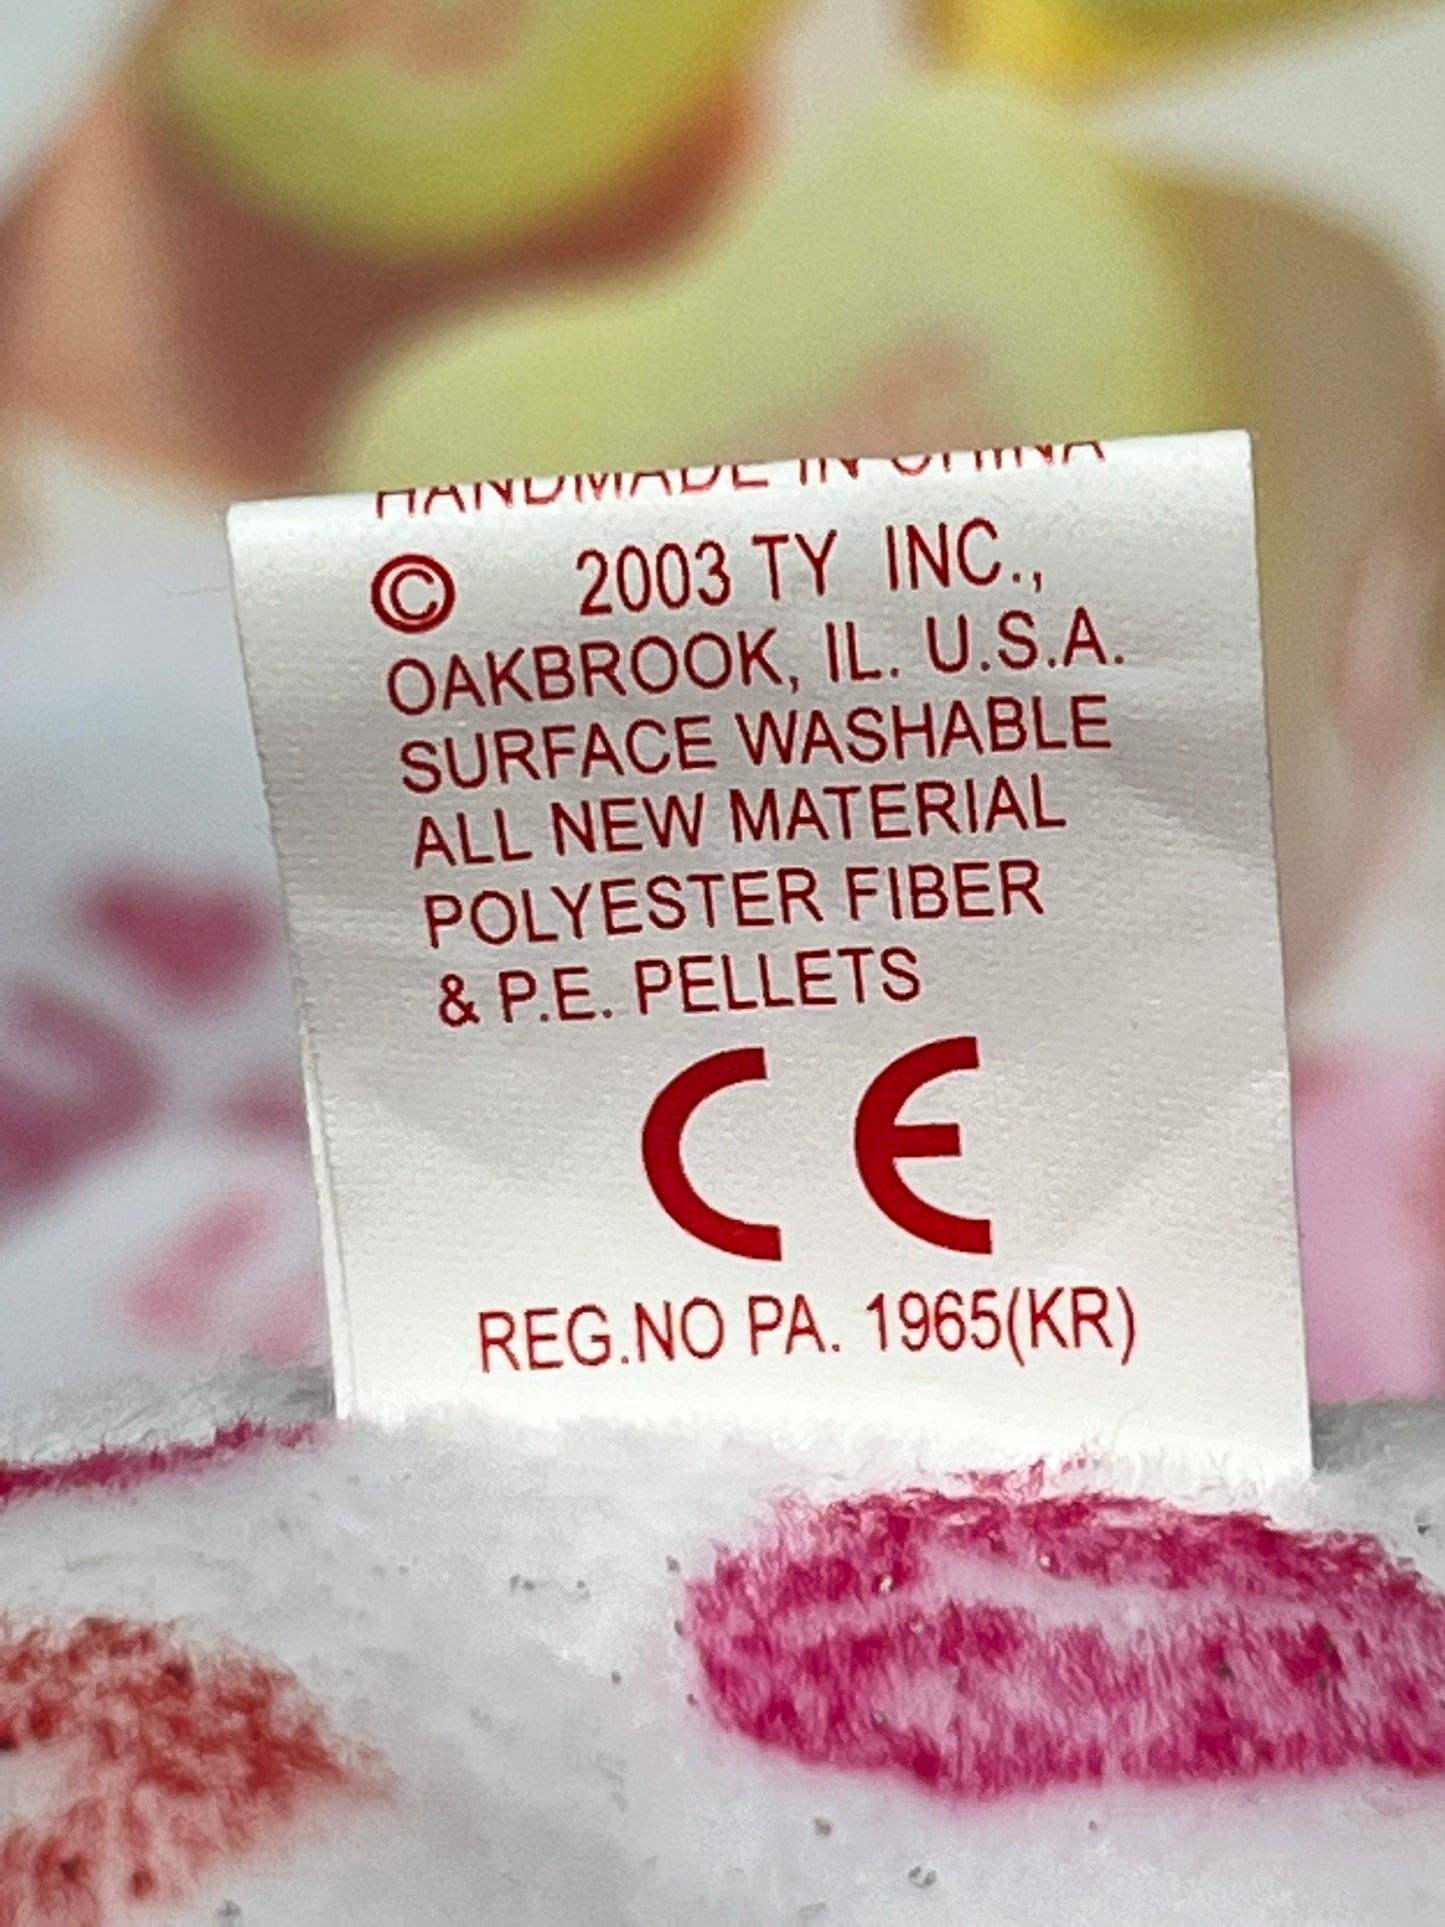 HANDMADE IN CHINA
© 2003 TY INC.,
OAKBROOK, IL. U.S.A.
SURFACE WASHABLE
ALL NEW MATERIAL
POLYESTER FIBER
& P.E. PELLETS
CE
REG.NO PA. 1965(KR)